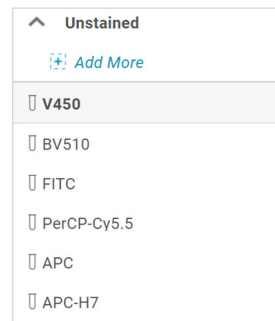 Unstained
Add More
V450
BV510
FITC
PerCP-Cy5.5
APC
APC-H7